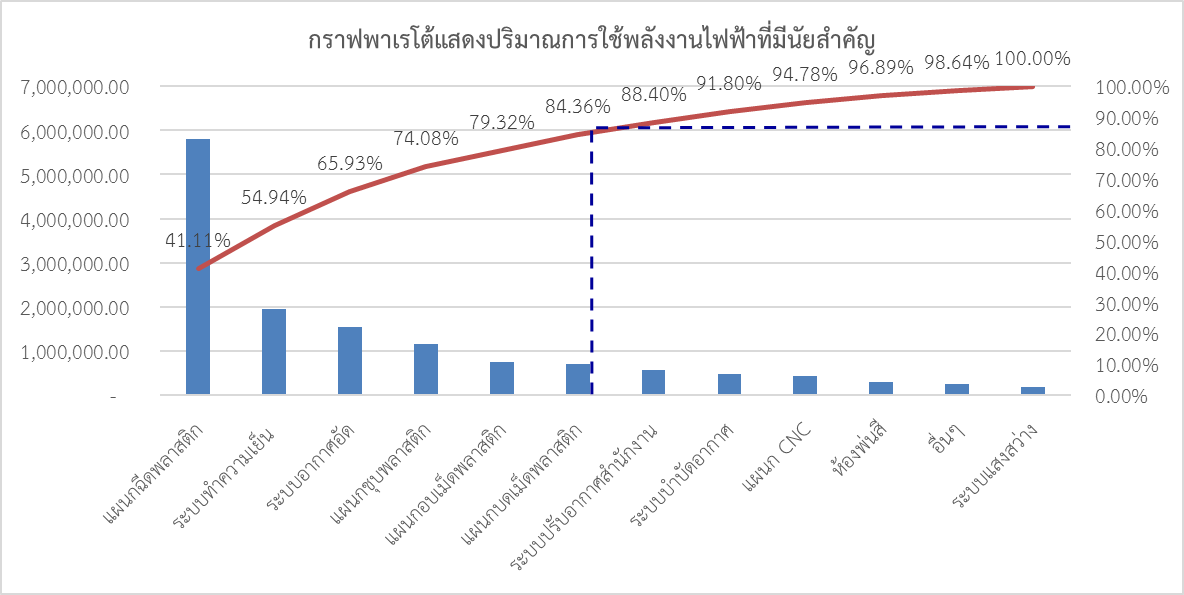 กราฟพาเรโต้แสดงปริมาณการใช้พลังงานไฟฟ้าที่มีนัยสำคัญ
7,000,000.00
6,000,000.00
5,000,000.00
4,000,000.00
3,000,000.00
2,000,000.00
1,000,000.00
-
41.11%
54.94%
65.93%
74.08%
79.32%
84.36%
88.40%
91.80%
94.78%
96.89%
98.64%
100.00%
100.00%
90.00%
80.00%
70.00%
60.00%
50.00%
40.00%
30.00%
20.00%
10.00%
0.00%
แผนกฉีดพลาสติก
ระบบทำความเย็น
ระบบอากาศอัด
แผนกชุบพลาสติก
แผนกอบเม็ดพลาสติก
แผนกบดเม็ดพลาสติก
ระบบปรับอากาศสำนักงาน
ระบบบำบัดอากาศ
แผนก CNC
ห้องพ่นสี
อื่นๆ
ระบบแสงสว่าง